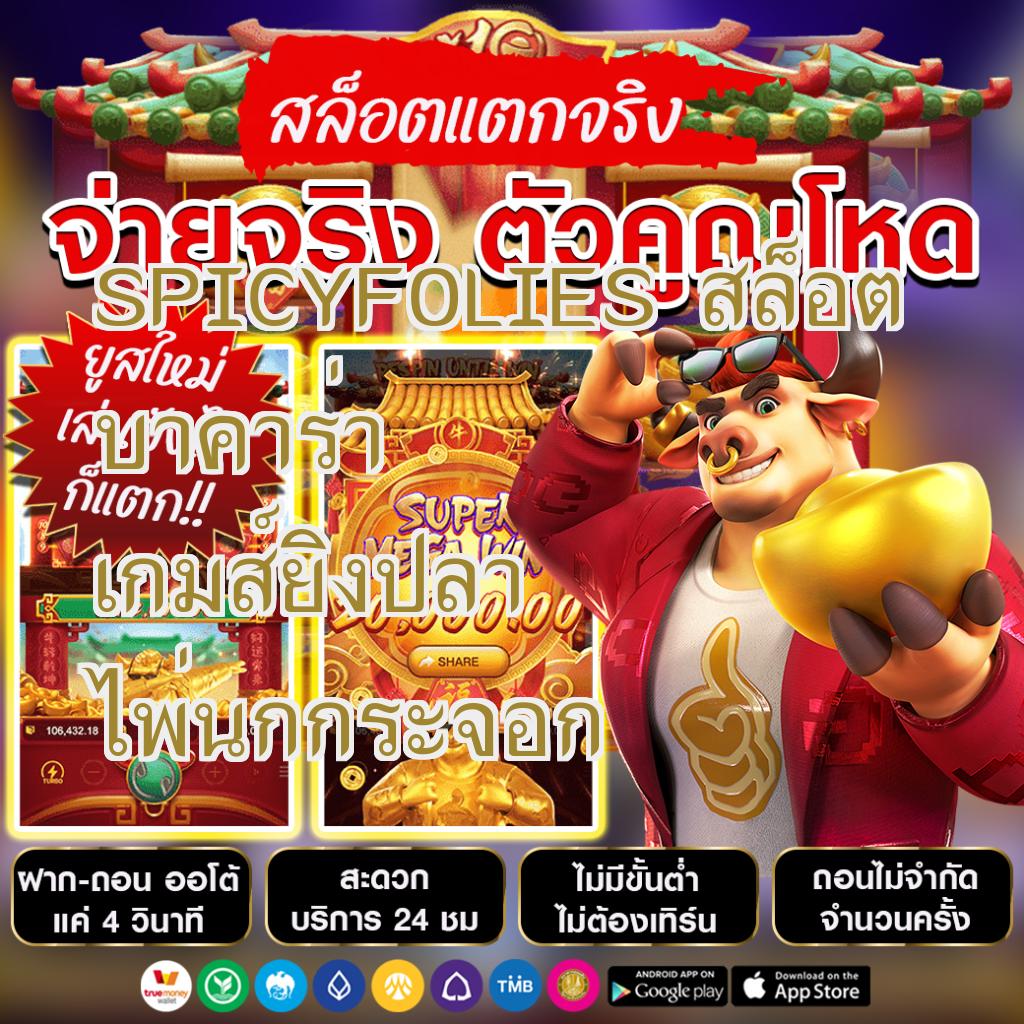 สล็อตแตกจริง
จ่ายจริง ตัวคูณโหด
SPICYFOLIES สล็อต
บาคาร่า
เกมส์ยิงปลา
ไพ่นกกระจอก
ยูสใหม่
ก็แตก!!
SUPER
MEGA WIN
SHARE
106,432.18
TURBO
ฝาก-ถอน ออโต้
แค่ 4 วินาที
สะดวก
บริการ 24 ชม
ไม่มีขั้นต่ำ
ไม่ต้องเทิร์น
ถอนไม่จำกัด
จำนวนครั้ง
truemoney
wallet
TMB
ANDROID APP ON
Google play
Download on the
App Store